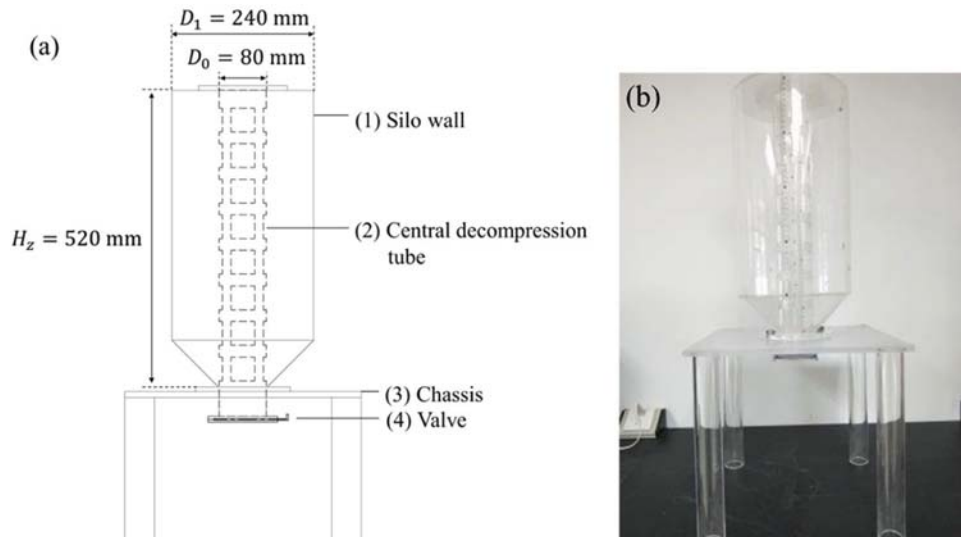 (a)
D₁ = 240 mm
D₀ = 80 mm
(1) Silo wall
H_z = 520 mm
(2) Central decompression
tube
(3) Chassis
(4) Valve
(b)